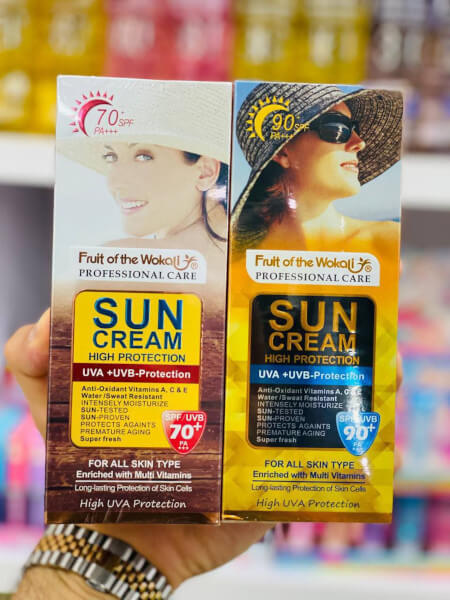 70+
SPF
PA+++
Fruit of the Wokali®
PROFESSIONAL CARE
SUN
CREAM
HIGH PROTECTION
UVA +UVB-Protection
Anti-Oxidant Vitamins A, C & E
Water/Sweat Resistant
INTENSELY MOISTURIZE
SUN-TESTED
SUN-PROVEN
PROTECTS AGAINTS
PREMATURE AGING
Super fresh
SPF/UVB
70+
PA
+++
FOR ALL SKIN TYPE
Enriched with Multi Vitamins
Long-lasting Protection of Skin Cells
High UVA Protection
90+
SPF
PA+++
Fruit of the Wokali®
PROFESSIONAL CARE
SUN
CREAM
HIGH PROTECTION
UVA +UVB-Protection
Anti-Oxidant Vitamins A, C & E
Water/Sweat Resistant
INTENSELY MOISTURIZE
SUN-TESTED
SUN-PROVEN
PROTECTS AGAINTS
PREMATURE AGING
Super fresh
SPF/UVB
90+
PA
FOR ALL SKIN TYPE
Enriched with Multi Vitamins
Long-lasting Protection of Skin Cells
High UVA Protection